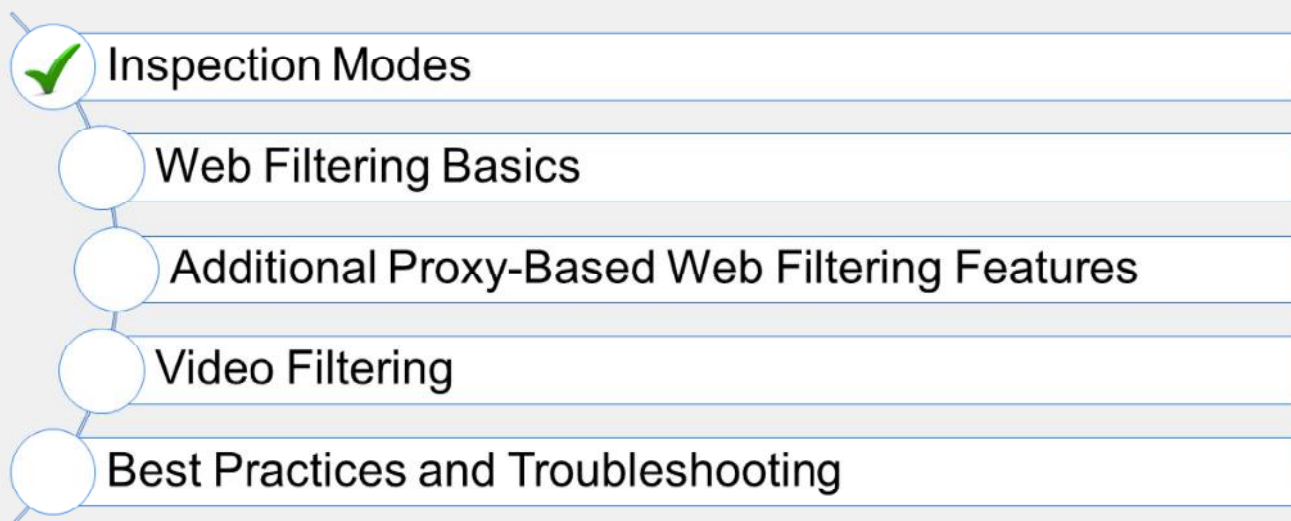 Inspection Modes
Web Filtering Basics
Additional Proxy-Based Web Filtering Features
Video Filtering
Best Practices and Troubleshooting